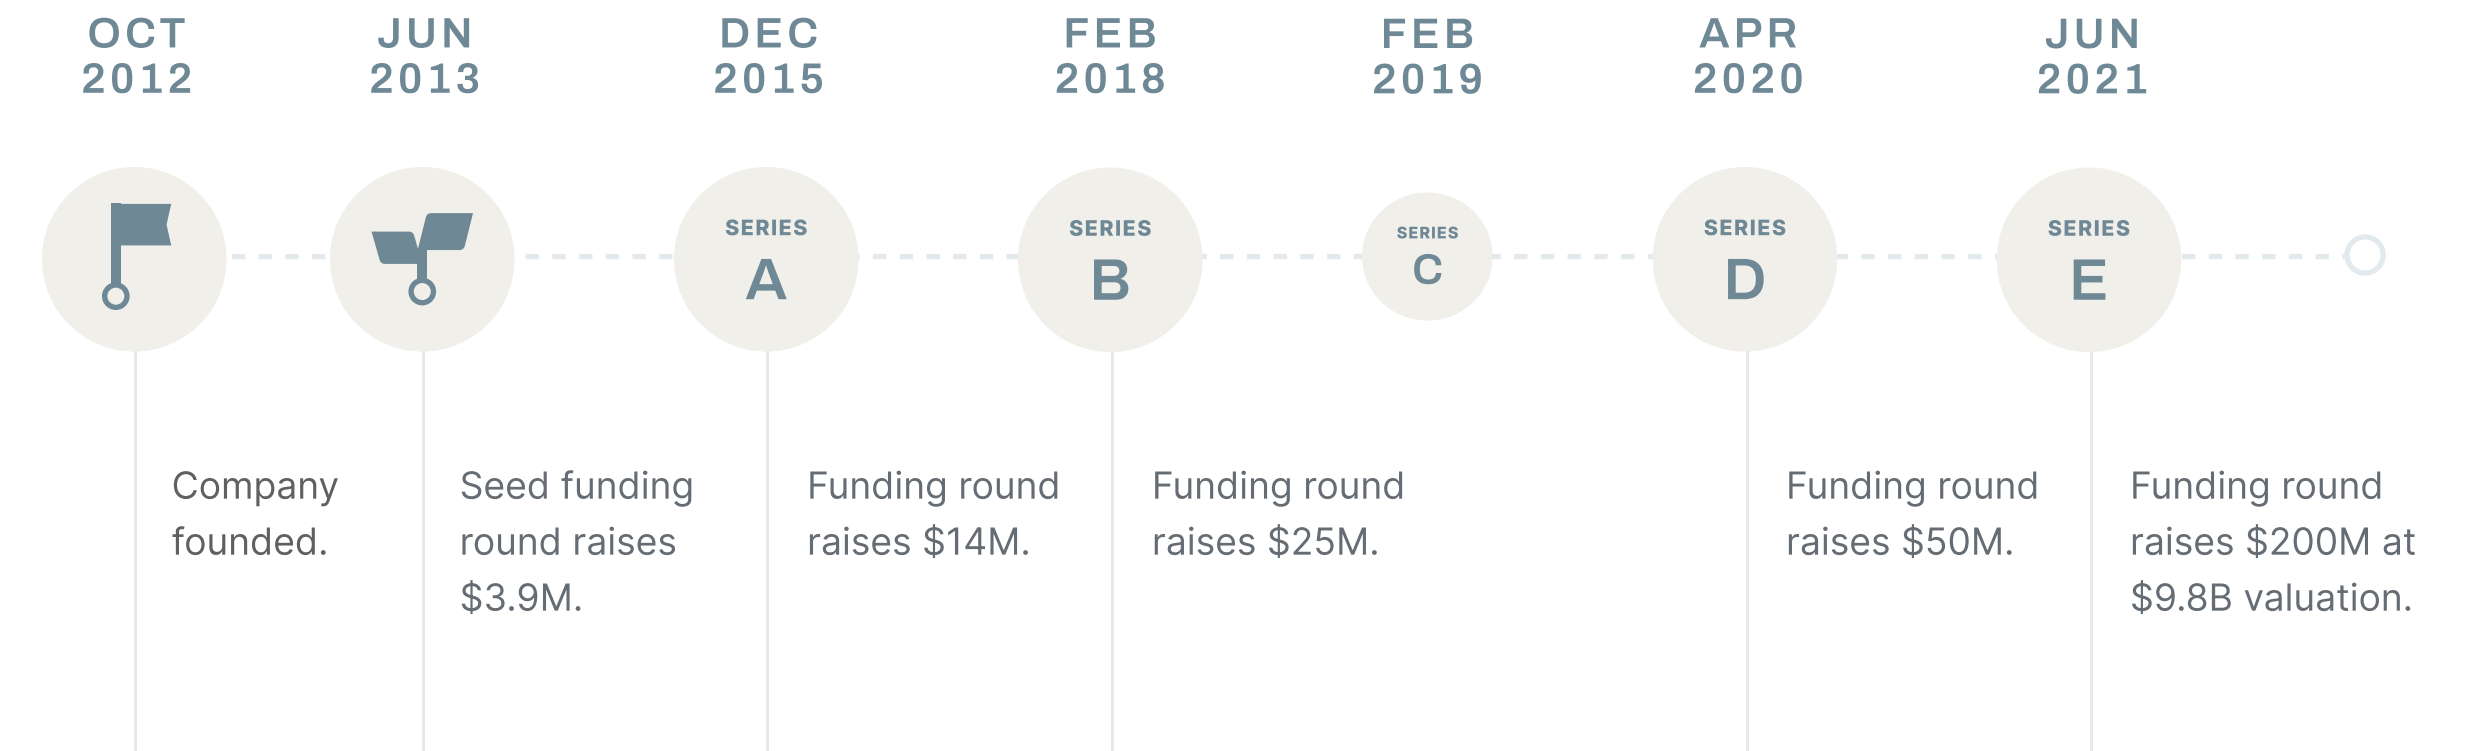 OCT
2012
JUN
2013
DEC
2015
FEB
2018
FEB
2019
APR
2020
JUN
2021
SERIES
A
SERIES
B
SERIES
C
SERIES
D
SERIES
E
Company
founded.
Seed funding
round raises
$3.9M.
Funding round
raises $14M.
Funding round
raises $25M.
Funding round
raises $50M.
Funding round
raises $200M at
$9.8B valuation.